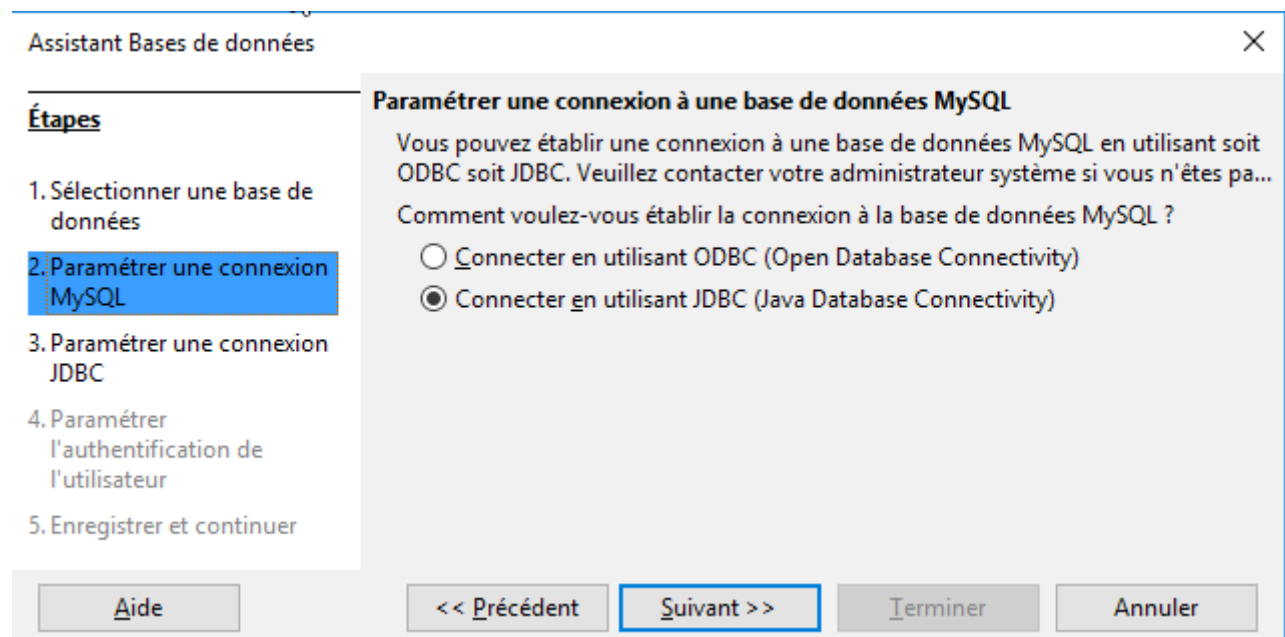 Assistant Bases de données
Étapes
1. Sélectionner une base de
données
2. Paramétrer une connexion
MySQL
3. Paramétrer une connexion
JDBC
4. Paramétrer
l'authentification de
l'utilisateur
5. Enregistrer et continuer
Paramétrer une connexion à une base de données MySQL
Vous pouvez établir une connexion à une base de données MySQL en utilisant soit
ODBC soit JDBC. Veuillez contacter votre administrateur système si vous n'êtes pa...
Comment voulez-vous établir la connexion à la base de données MySQL ?
Connecter en utilisant ODBC (Open Database Connectivity)
Connecter en utilisant JDBC (Java Database Connectivity)
Aide
<< Précédent
Suivant >>
Terminer
Annuler